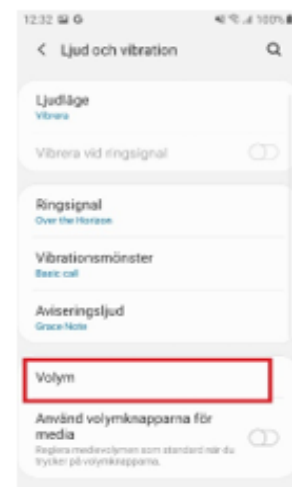 12:32 G 100%
Ljud och vibration
Ljudläge
Vibrera
Vibrera vid ringsignal
Ringsignal
Over the Horizon
Vibrationsmönster
Basic call
Aviseringsljud
Grace Note
Volym
Använd volymknapparna för
media
Reglera medievolymen som standard när du
trycker på volymknapparna.